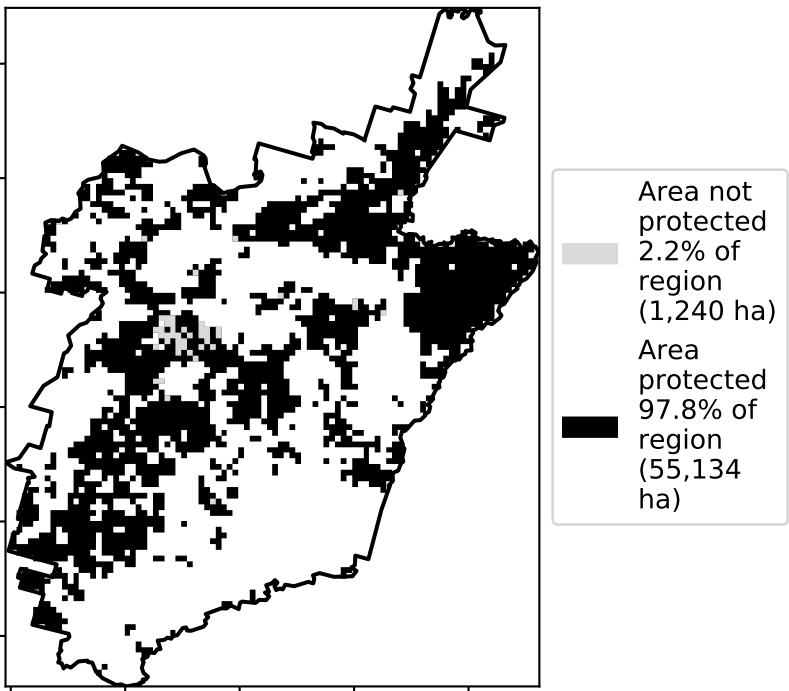 Area not
protected
2.2% of
region
(1,240 ha)
Area
protected
97.8% of
region
(55,134
ha)